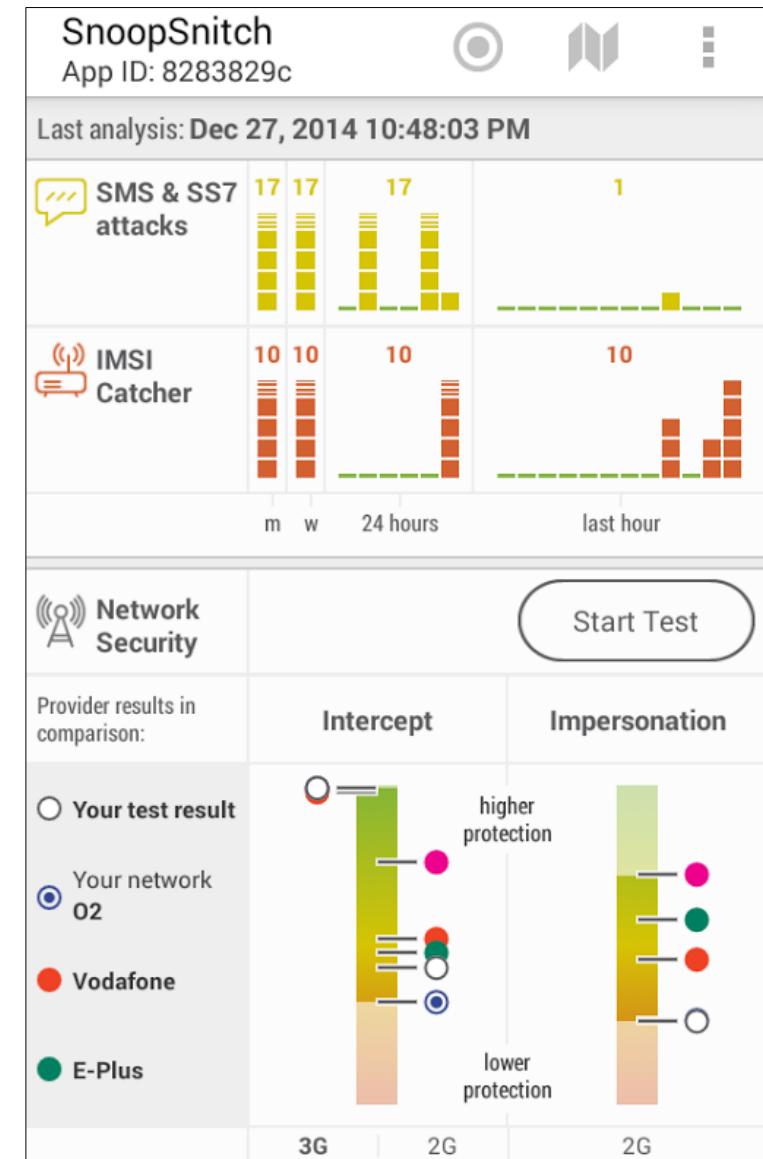 SnoopSnitch
App ID: 8283829c
Last analysis: Dec 27, 2014 10:48:03 PM
SMS & SS7
attacks
17 17 17 1
IMSI
Catcher
10 10 10 10
m w 24 hours last hour
Network
Security
Start Test
Provider results in
comparison:
Intercept
Impersonation
Your test result
Your network
O2
Vodafone
E-Plus
higher
protection
lower
protection
3G 2G 2G